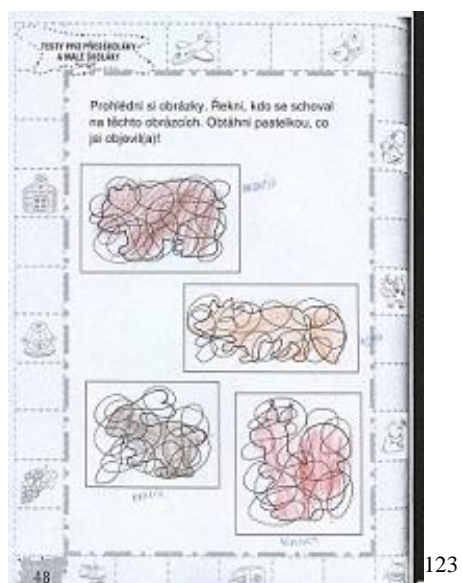 TESTY PRO PŘEDŠKOLÁKY
A MALÉ ŠKOLÁKY
Prohlédni si obrázky. Řekni, kdo se schoval
na těchto obrázcích. Obtáhni pastelkou, co
jsi objevil(a)!
48
123